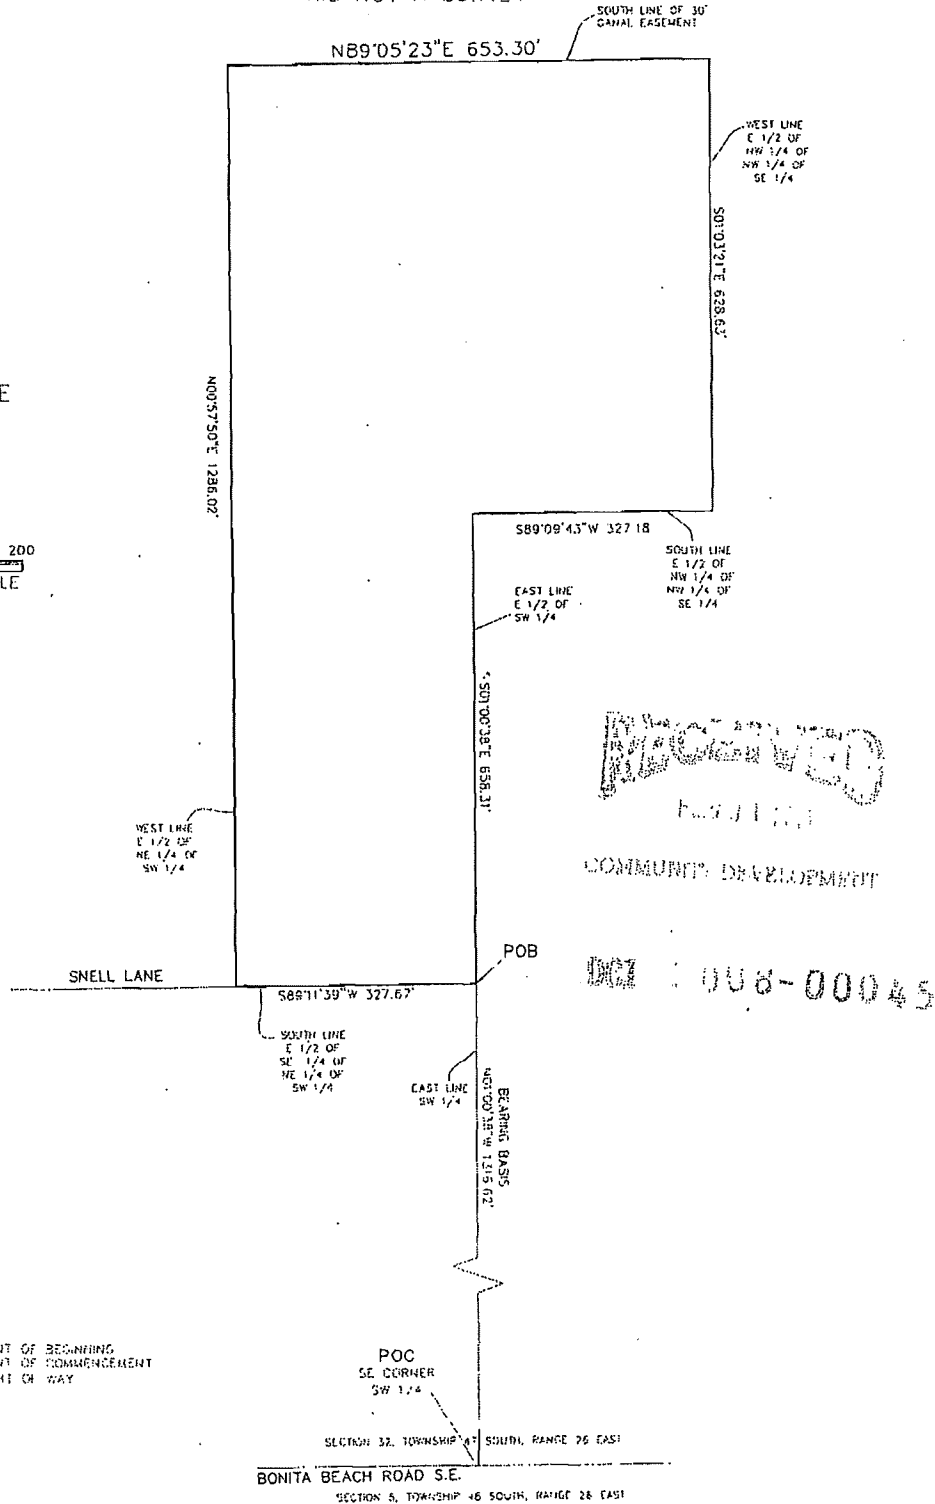 SOUTH LINE OF 30'
CANAL EASEMENT
N89°05'23"E 653.30'
WEST LINE
E 1/2 OF
NW 1/4 OF
NW 1/4 OF
SE 1/4
S01°03'21"E 628.63'
E
N00°57'50"E 1286.02'
200
LE
S89°09'43"W 327.18
SOUTH LINE
E 1/2 OF
NW 1/4 OF
NW 1/4 OF
SE 1/4
EAST LINE
E 1/2 OF
SW 1/4
S01°00'38"E 658.31'
RECEIVED
COMMUNITY DEVELOPMENT
WEST LINE
E 1/2 OF
NE 1/4 OF
SW 1/4
POB
SNELL LANE
S89°11'39"W 327.67'
008-00045
SOUTH LINE
E 1/2 OF
SE 1/4 OF
NE 1/4 OF
SW 1/4
EAST LINE
SW 1/4
BEARING BASIS
N01°00'38"W 1316.62'
NT OF BEGINNING
NT OF COMMENCEMENT
HT OF WAY
POC
SE CORNER
SW 1/4
SECTION 32, TOWNSHIP 47 SOUTH, RANGE 26 EAST
BONITA BEACH ROAD S.E.
SECTION 5, TOWNSHIP 46 SOUTH, RANGE 26 EAST